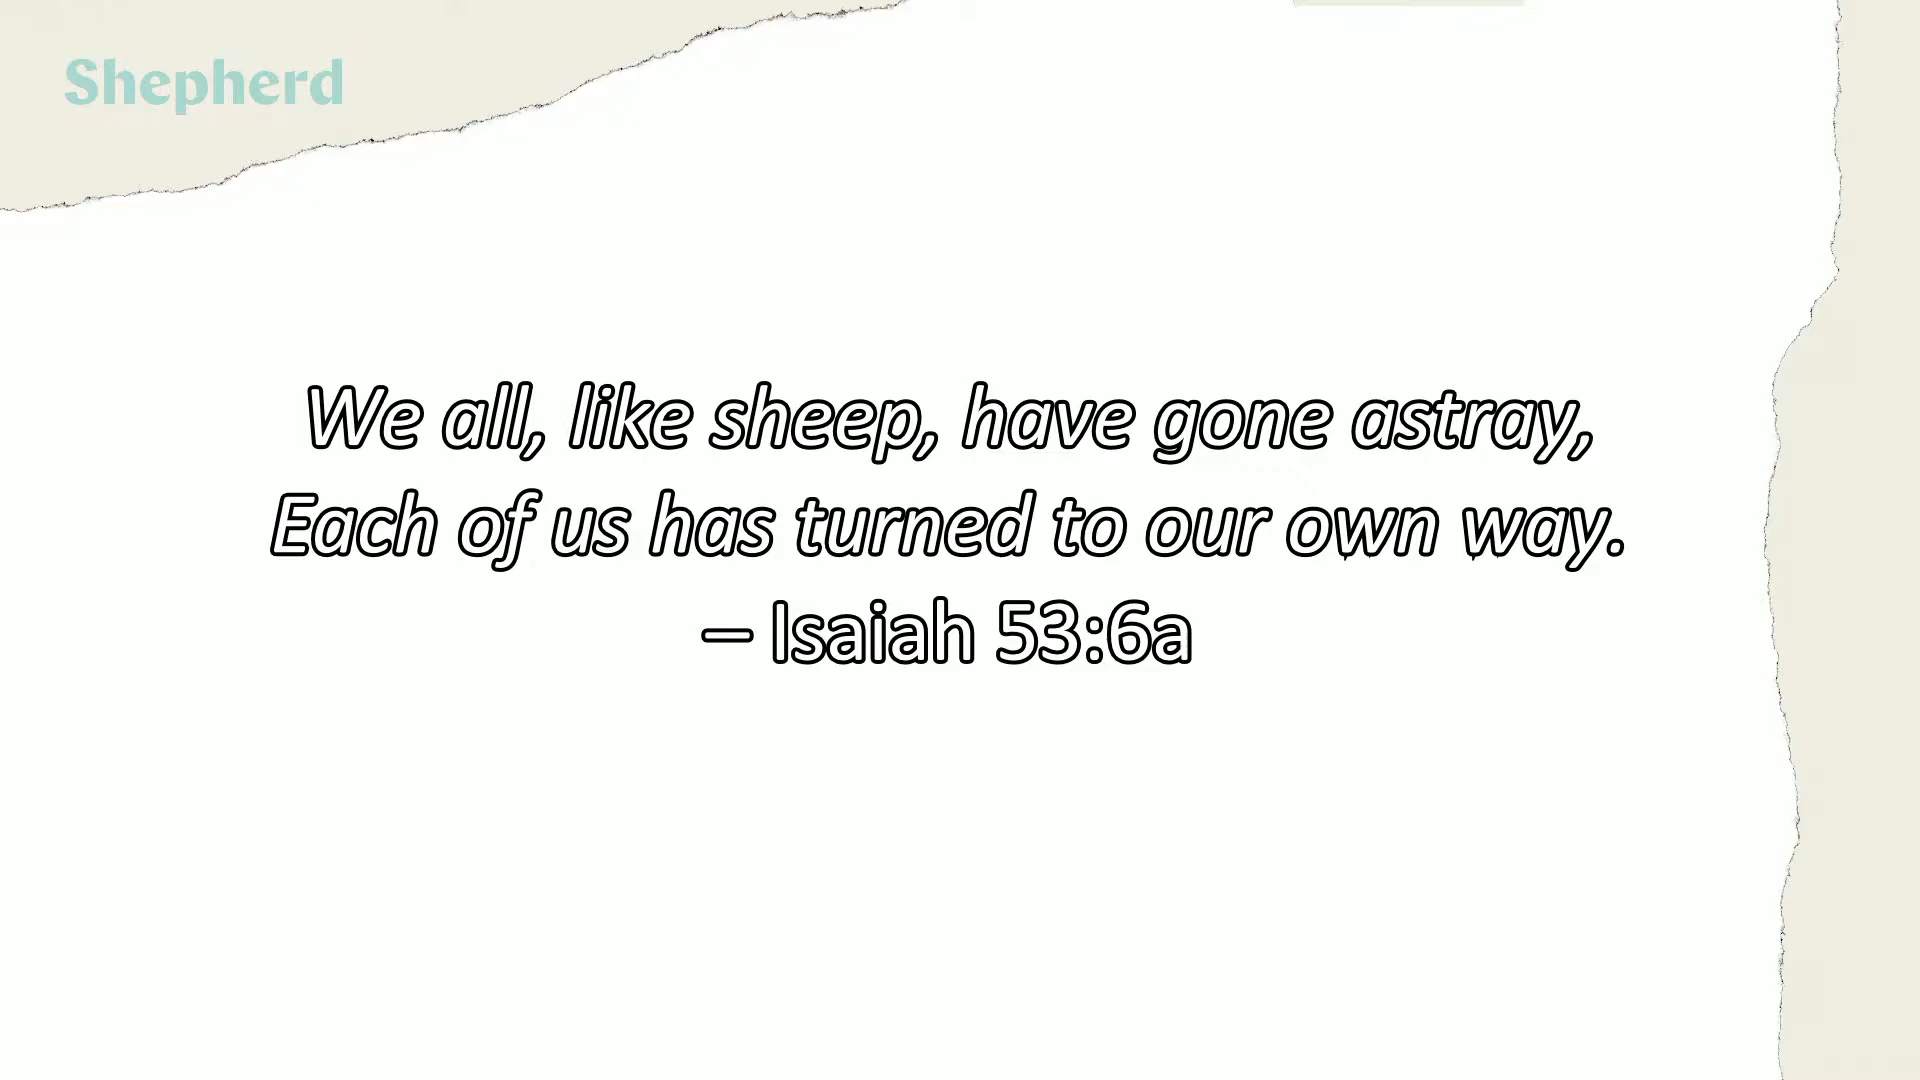 Shepherd
We all, like sheep, have gone astray,
Each of us has turned to our own way.
– Isaiah 53:6a